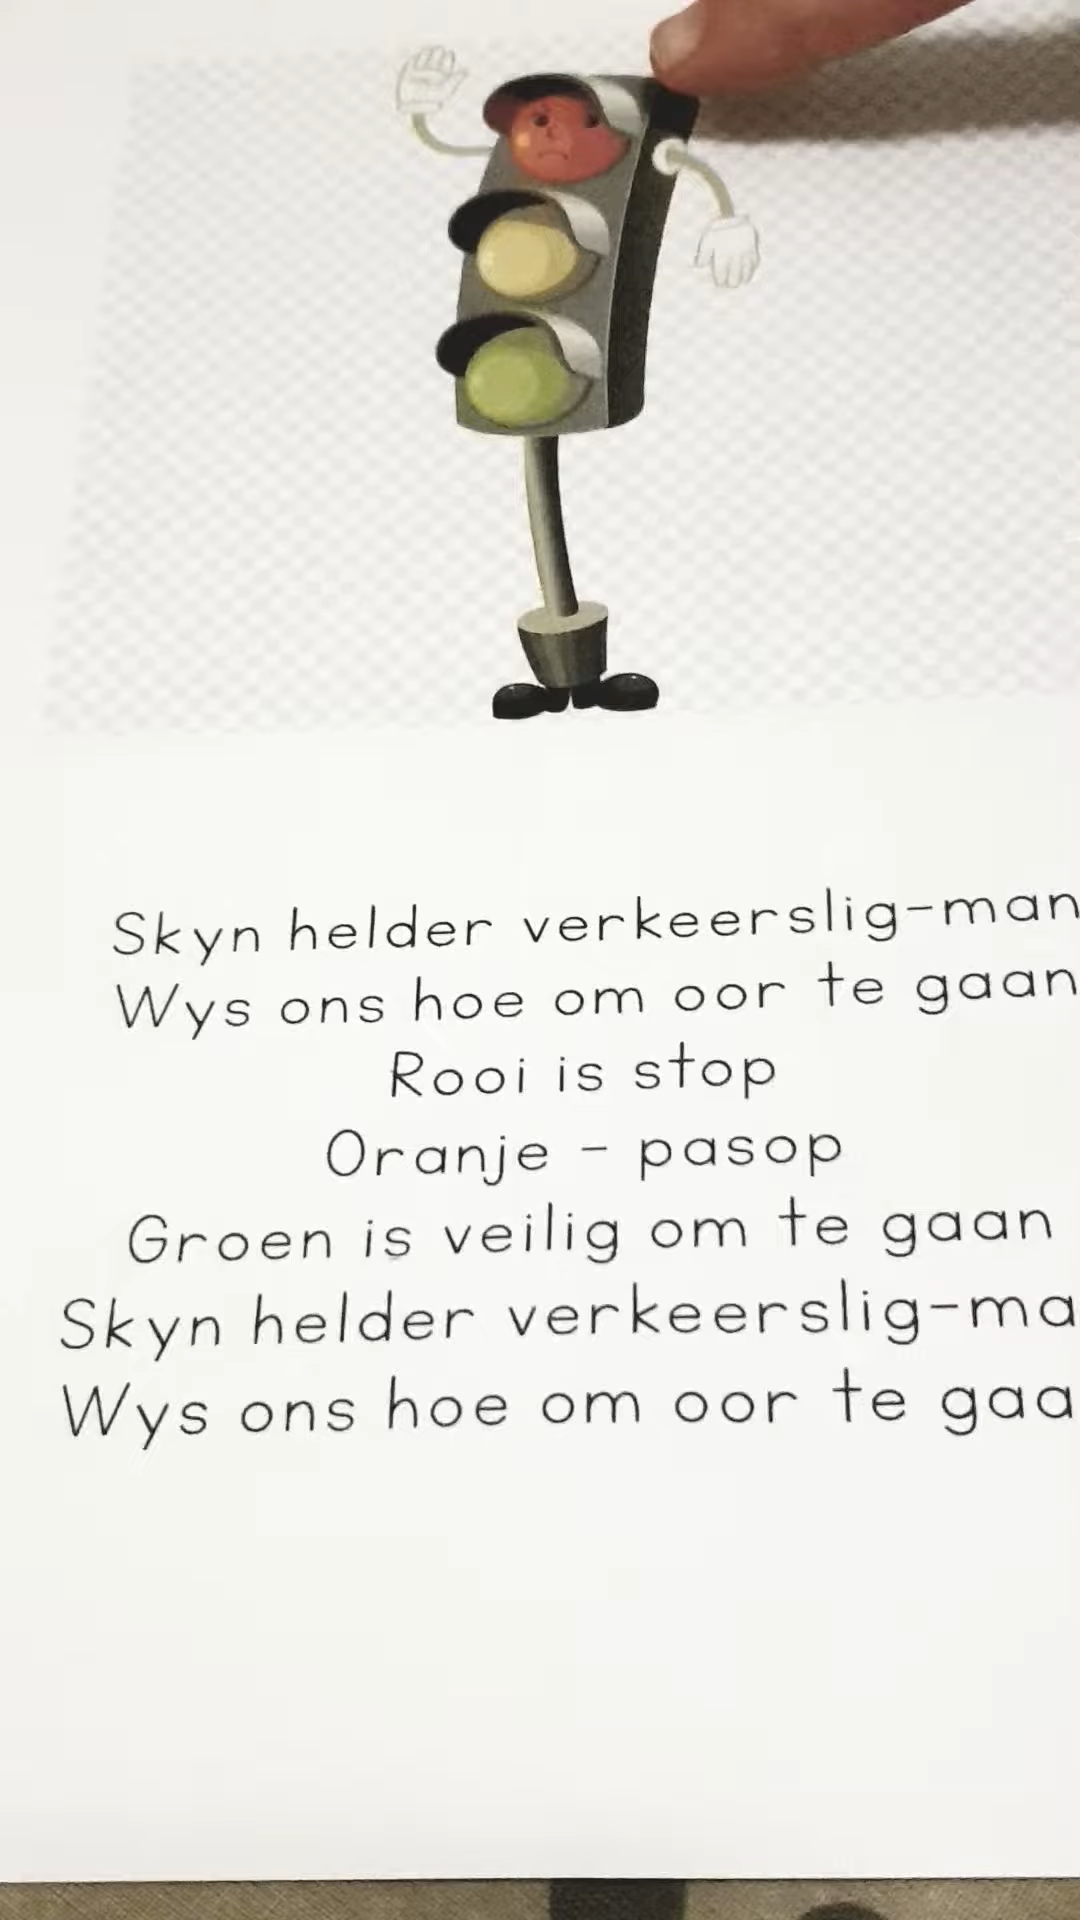 Skyn helder verkeerslig-man
Wys ons hoe om oor te gaan
Rooi is stop
Oranje - pasop
Groen is veilig om te gaan
Skyn helder verkeerslig-ma
Wys ons hoe om oor te gaa